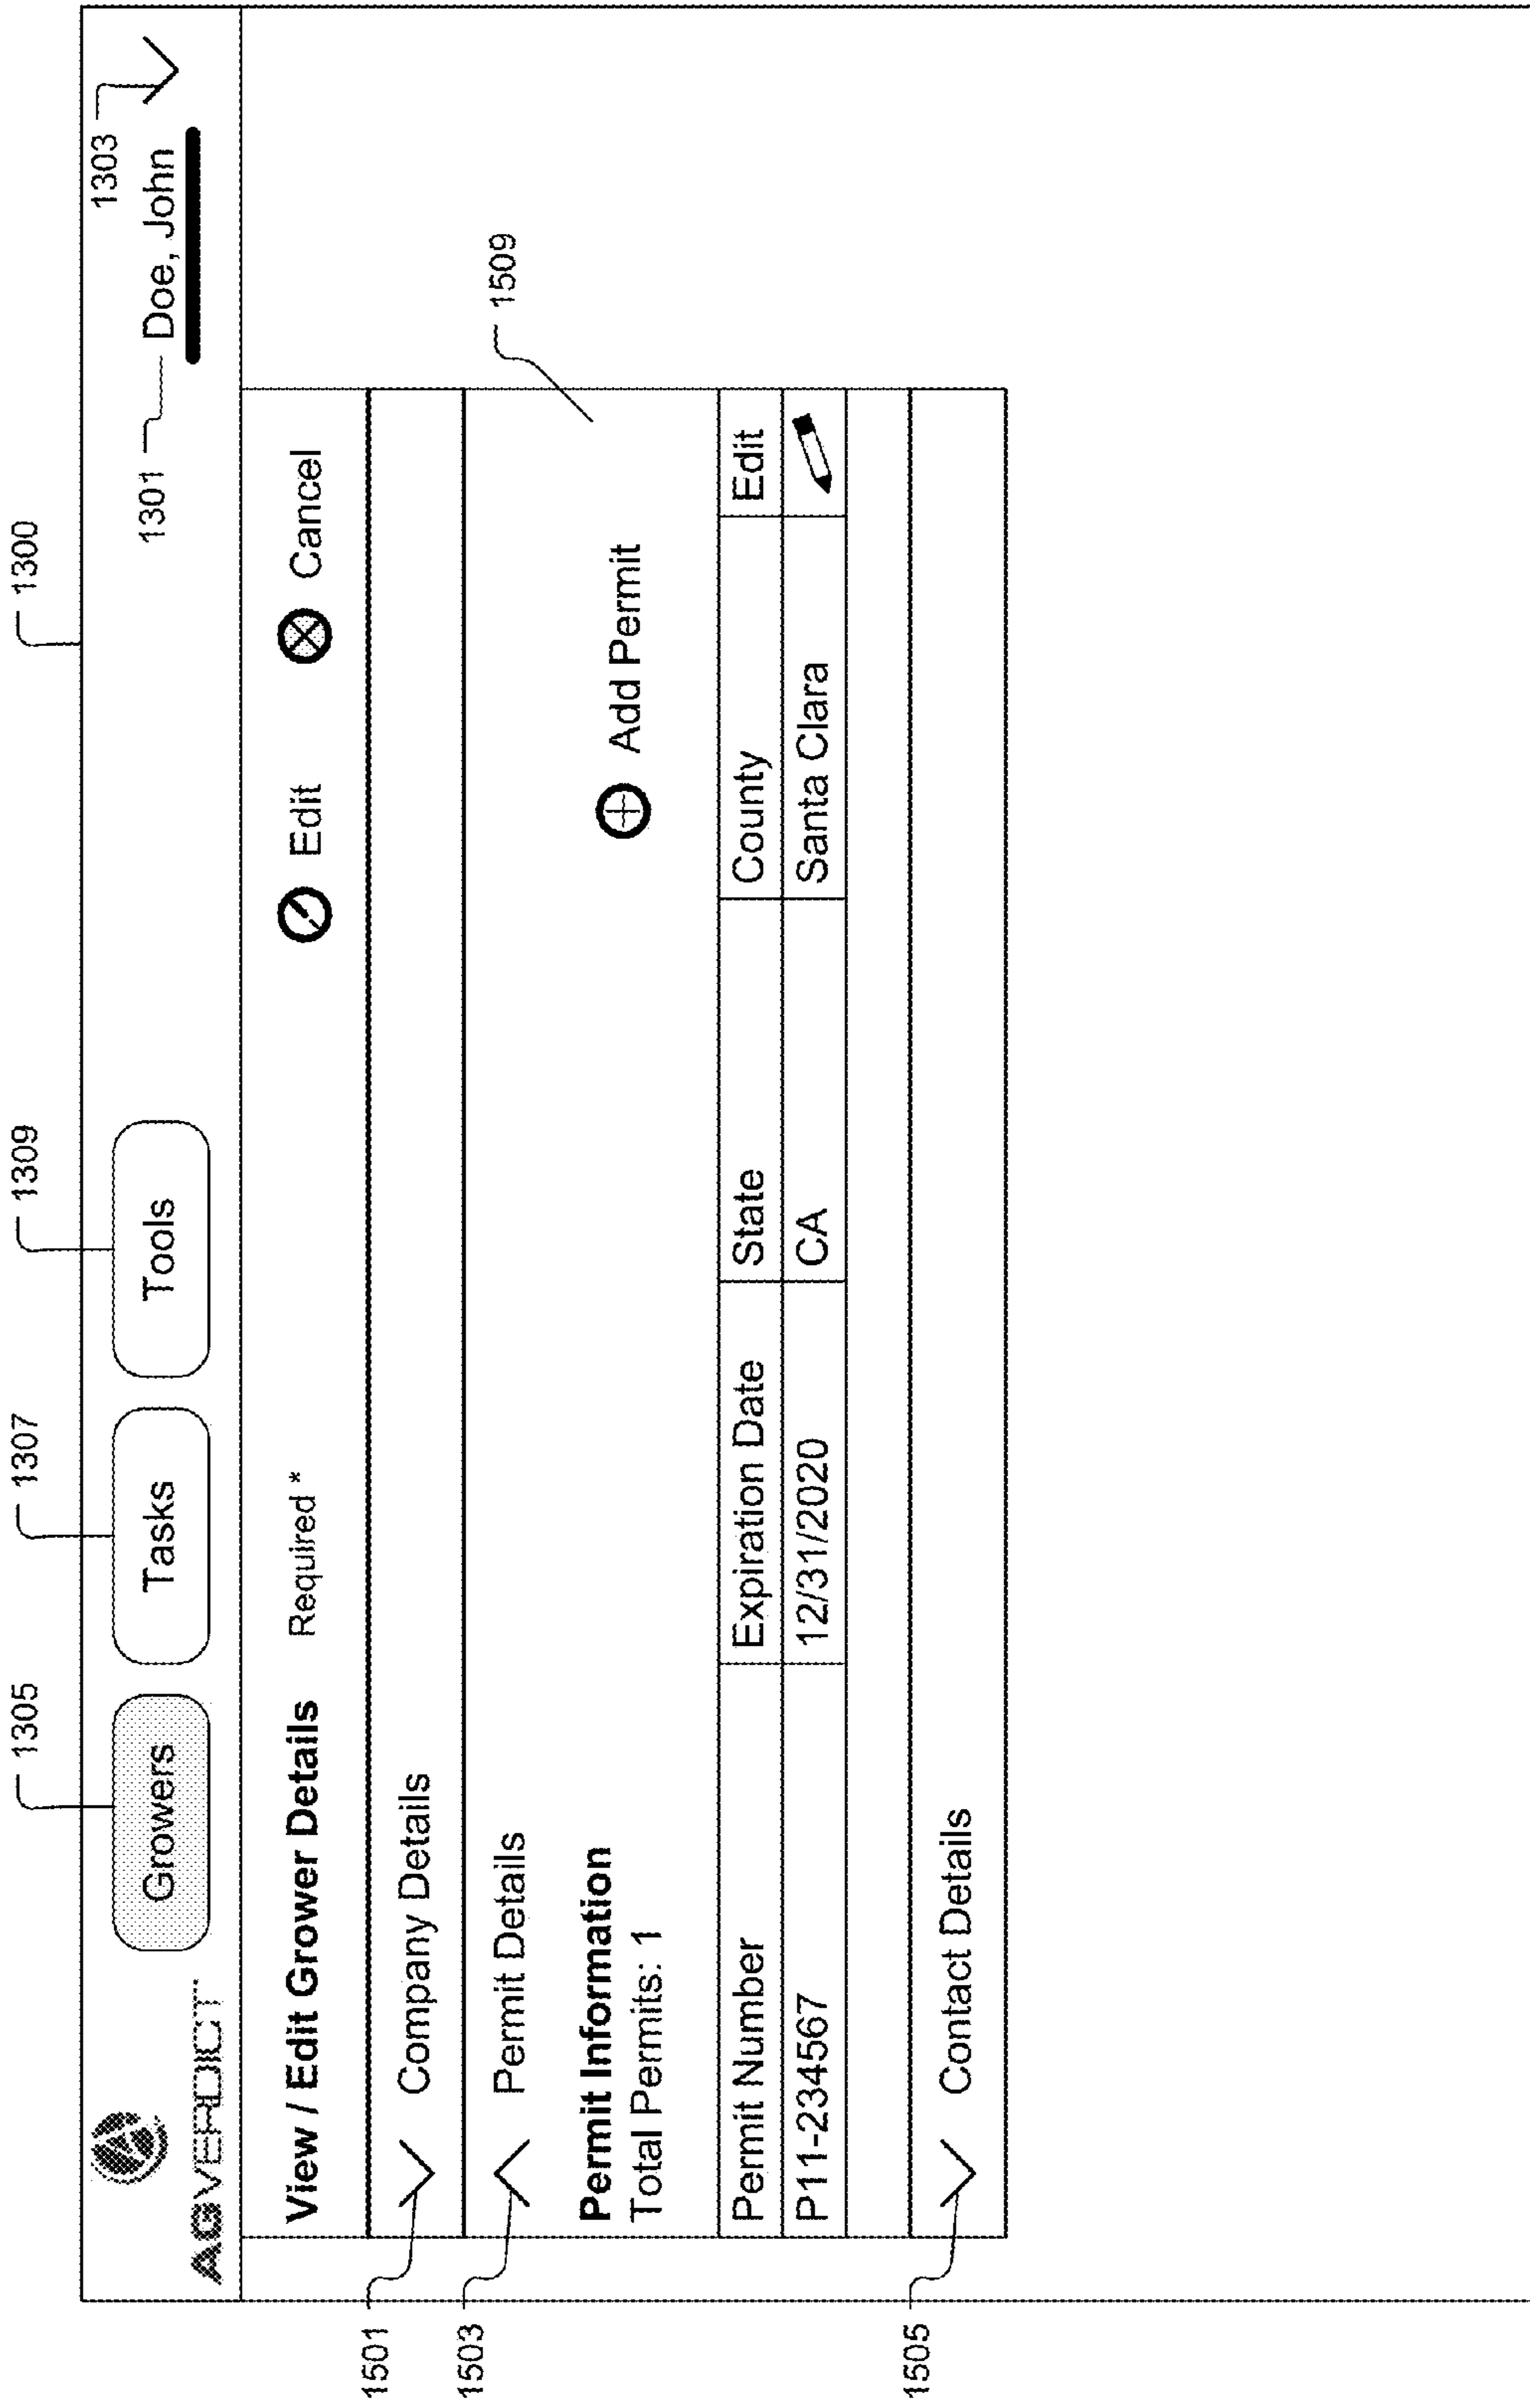 1300
1305
1307
1309
1303
AGVERDICT
Growers
Tasks
Tools
1301
Doe, John
View / Edit Grower Details
Required *
Edit
Cancel
1501
Company Details
1503
Permit Details
1509
Permit Information
Total Permits: 1
Add Permit
Permit Number Expiration Date State County Edit
P11-234567 12/31/2020 CA Santa Clara
1505
Contact Details